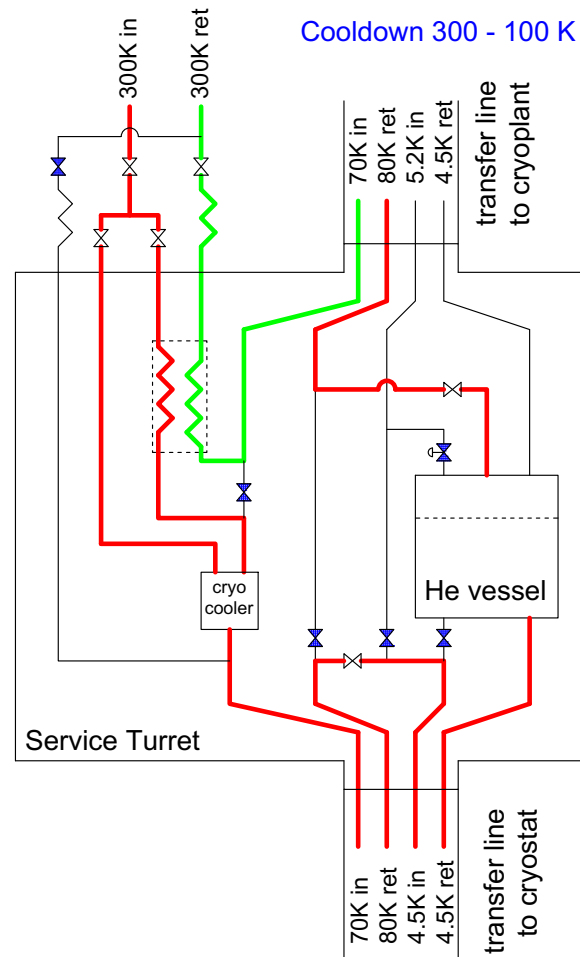 Cooldown 300 - 100 K
300K in
300K ret
70K in
80K ret
5.2K in
4.5K ret
transfer line
to cryoplant
cryo
cooler
He vessel
Service Turret
70K in
80K ret
4.5K in
4.5K ret
transfer line
to cryostat